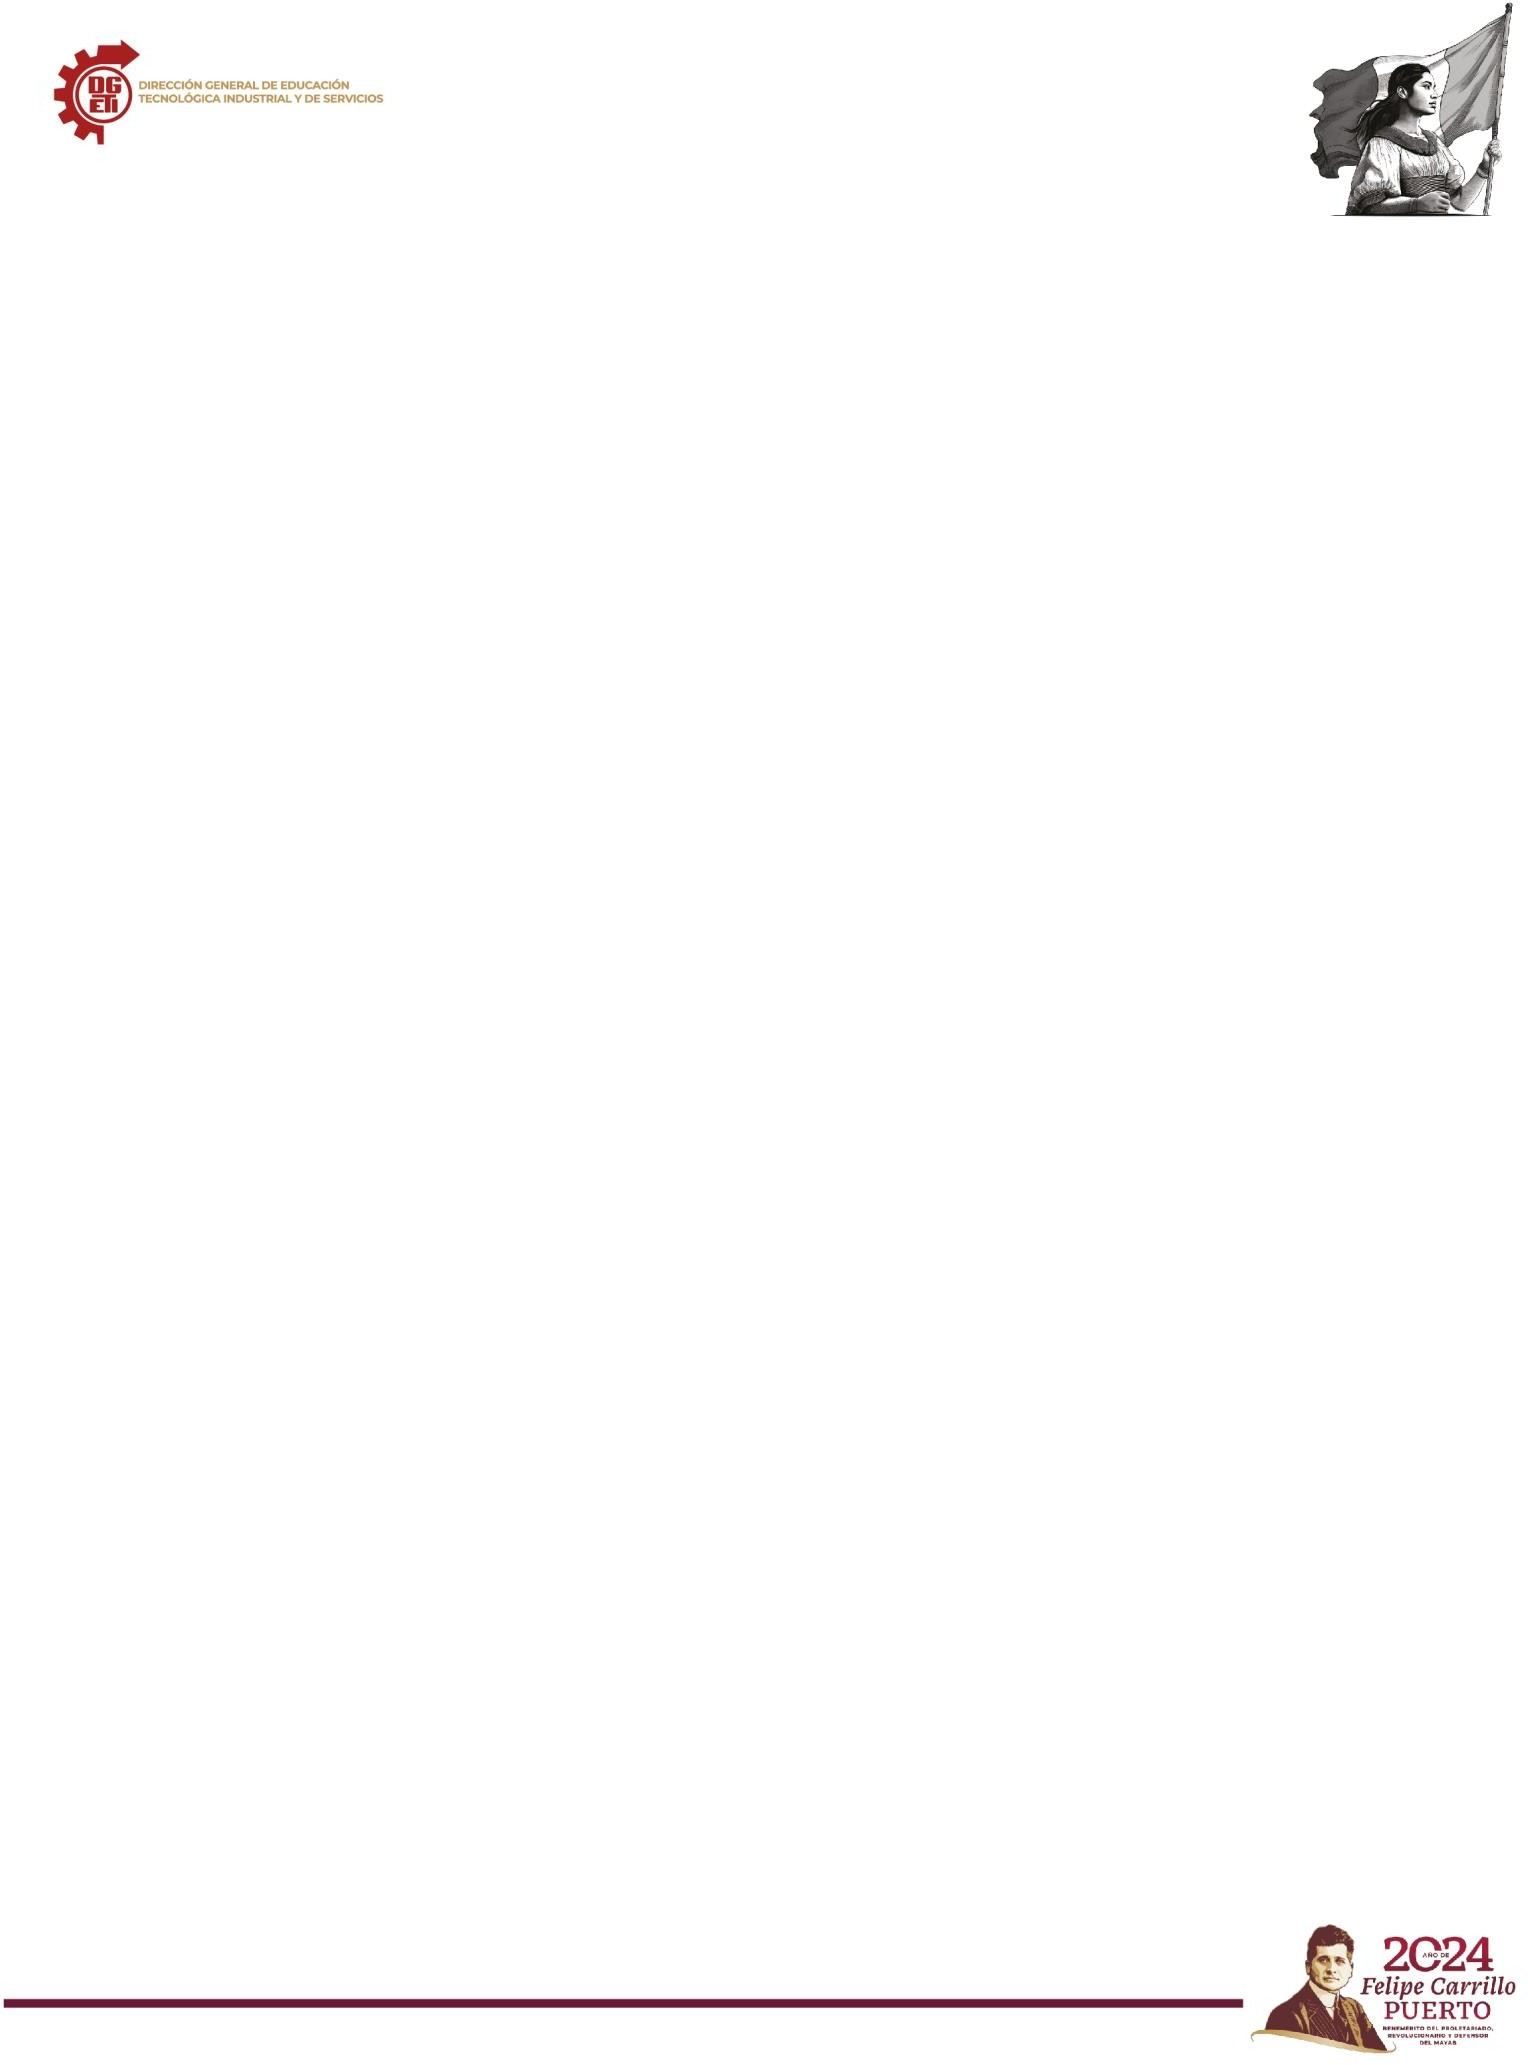 DG
ETI
DIRECCIÓN GENERAL DE EDUCACIÓN
TECNOLÓGICA INDUSTRIAL Y DE SERVICIOS
2024
AÑO DE
Felipe Carrillo
PUERTO
BENEMÉRITO DEL PROLETARIADO,
REVOLUCIONARIO Y DEFENSOR
DEL MAYAB